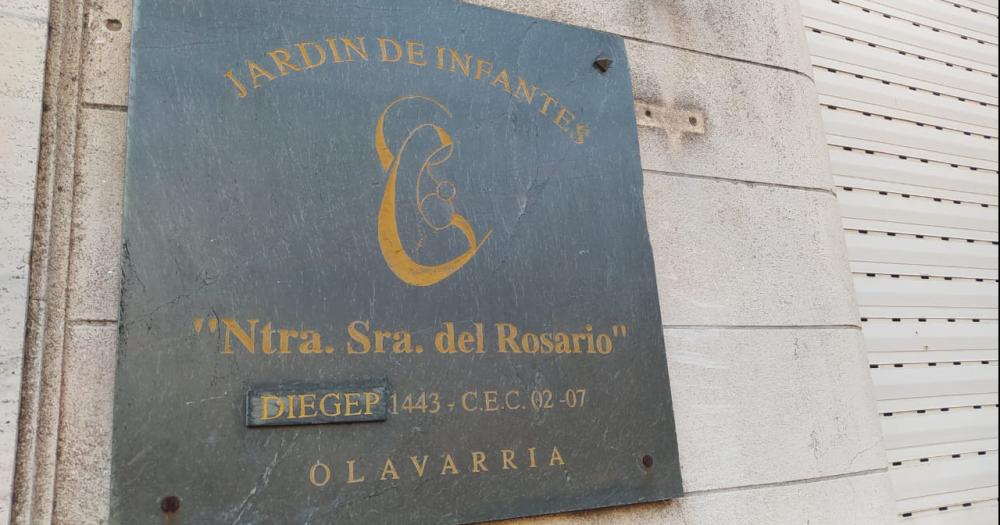 JARDIN DE INFANTES
"Ntra. Sra. del Rosario"
DIEGEP 1443 - C.E.C. 02 -07
OLAVARRIA